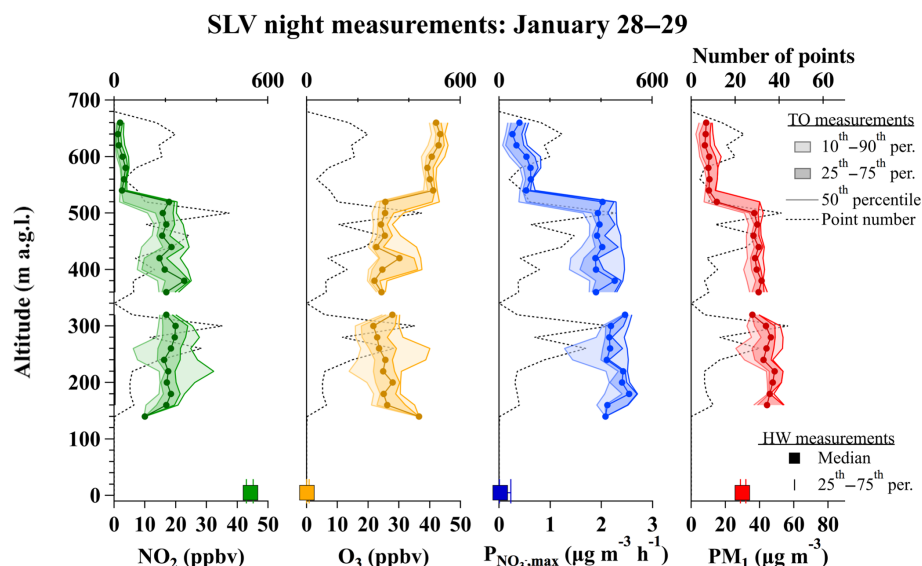 SLV night measurements: January 28–29
Number of points
0 600 0 600 0 600 0 20 40 60
700
600
500
400
300
200
100
0
Altitude (m a.g.l.)
TO measurements
10th–90th per.
25th–75th per.
50th percentile
Point number
HW measurements
Median
25th–75th per.
0 10 20 30 40 50 0 10 20 30 40 50 0 1 2 3 0 20 40 60 80
NO2 (ppbv) O3 (ppbv) PNO3-,max (µg m-3 h-1) PM1 (µg m-3)